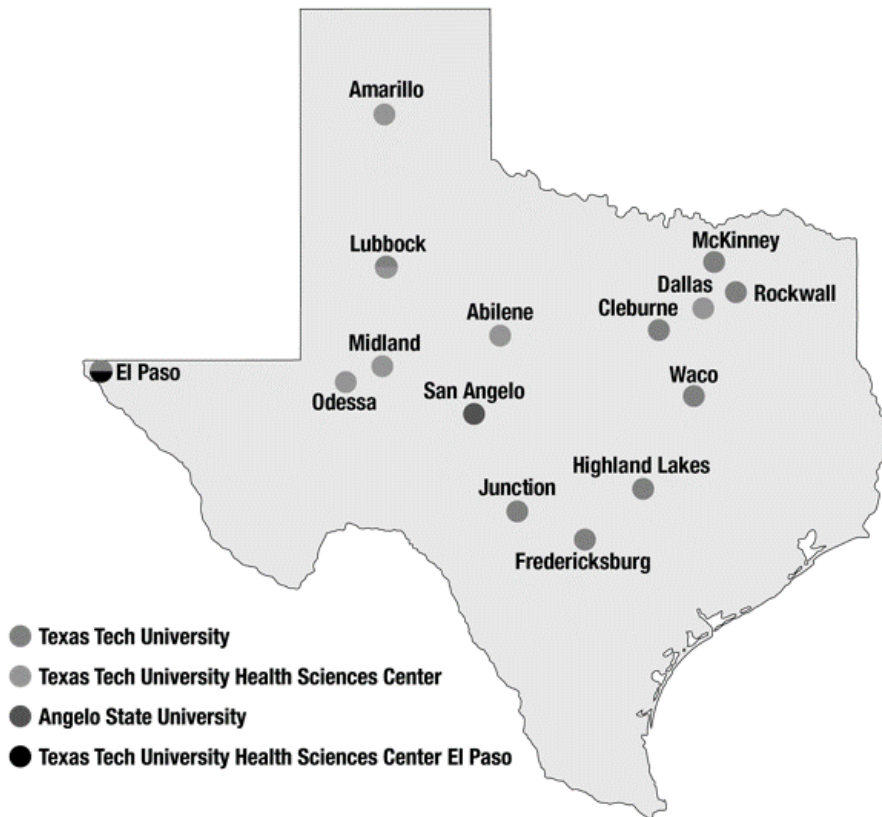 Amarillo
Lubbock
McKinney
Dallas
Rockwall
Cleburne
Abilene
Midland
El Paso
Odessa
San Angelo
Waco
Highland Lakes
Junction
Fredericksburg
Texas Tech University
Texas Tech University Health Sciences Center
Angelo State University
Texas Tech University Health Sciences Center El Paso